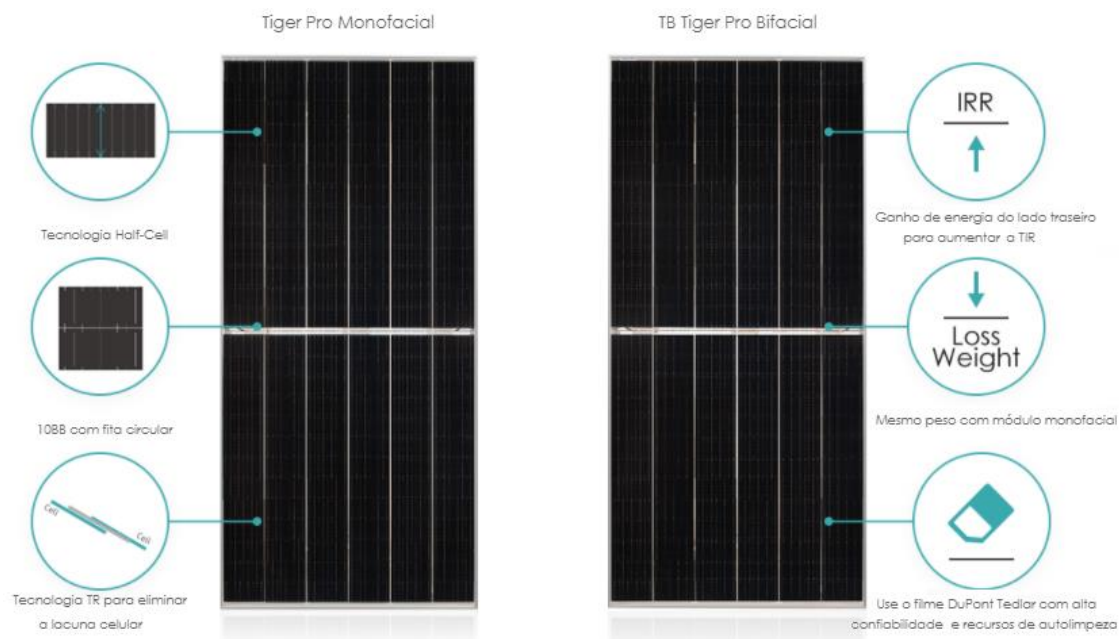 Tiger Pro Monofacial
TB Tiger Pro Bifacial
Tecnologia Half-Cell
10BB com fita circular
Cell
Cell
Tecnologia TR para eliminar
a lacuna celular
IRR
Ganho de energia do lado traseiro
para aumentar a TIR
Loss
Weight
Mesmo peso com módulo monofacial
Use o filme DuPont Tedlar com alta
confiabilidade e recursos de autolimpeza